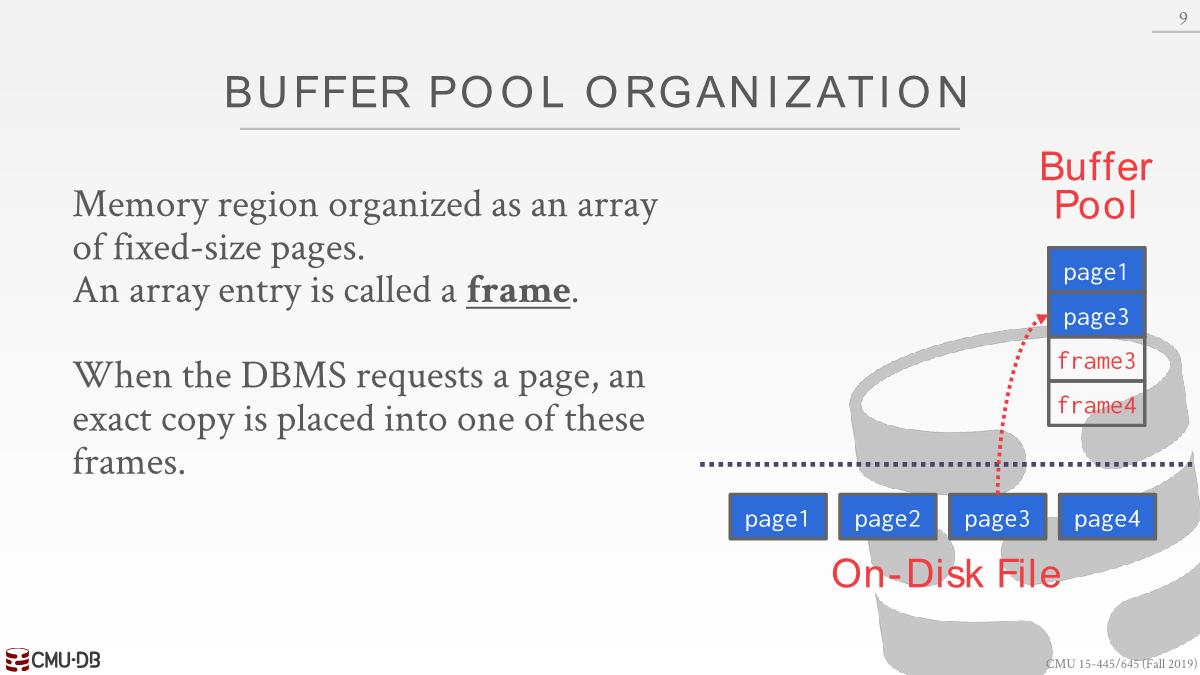 9
BUFFER POOL ORGANIZATION
Memory region organized as an array
of fixed-size pages.
An array entry is called a frame.
When the DBMS requests a page, an
exact copy is placed into one of these
frames.
Buffer
Pool
page1
page3
frame3
frame4
page1 page2 page3 page4
On-Disk File
CMU·DB
CMU 15-445/645 (Fall 2019)